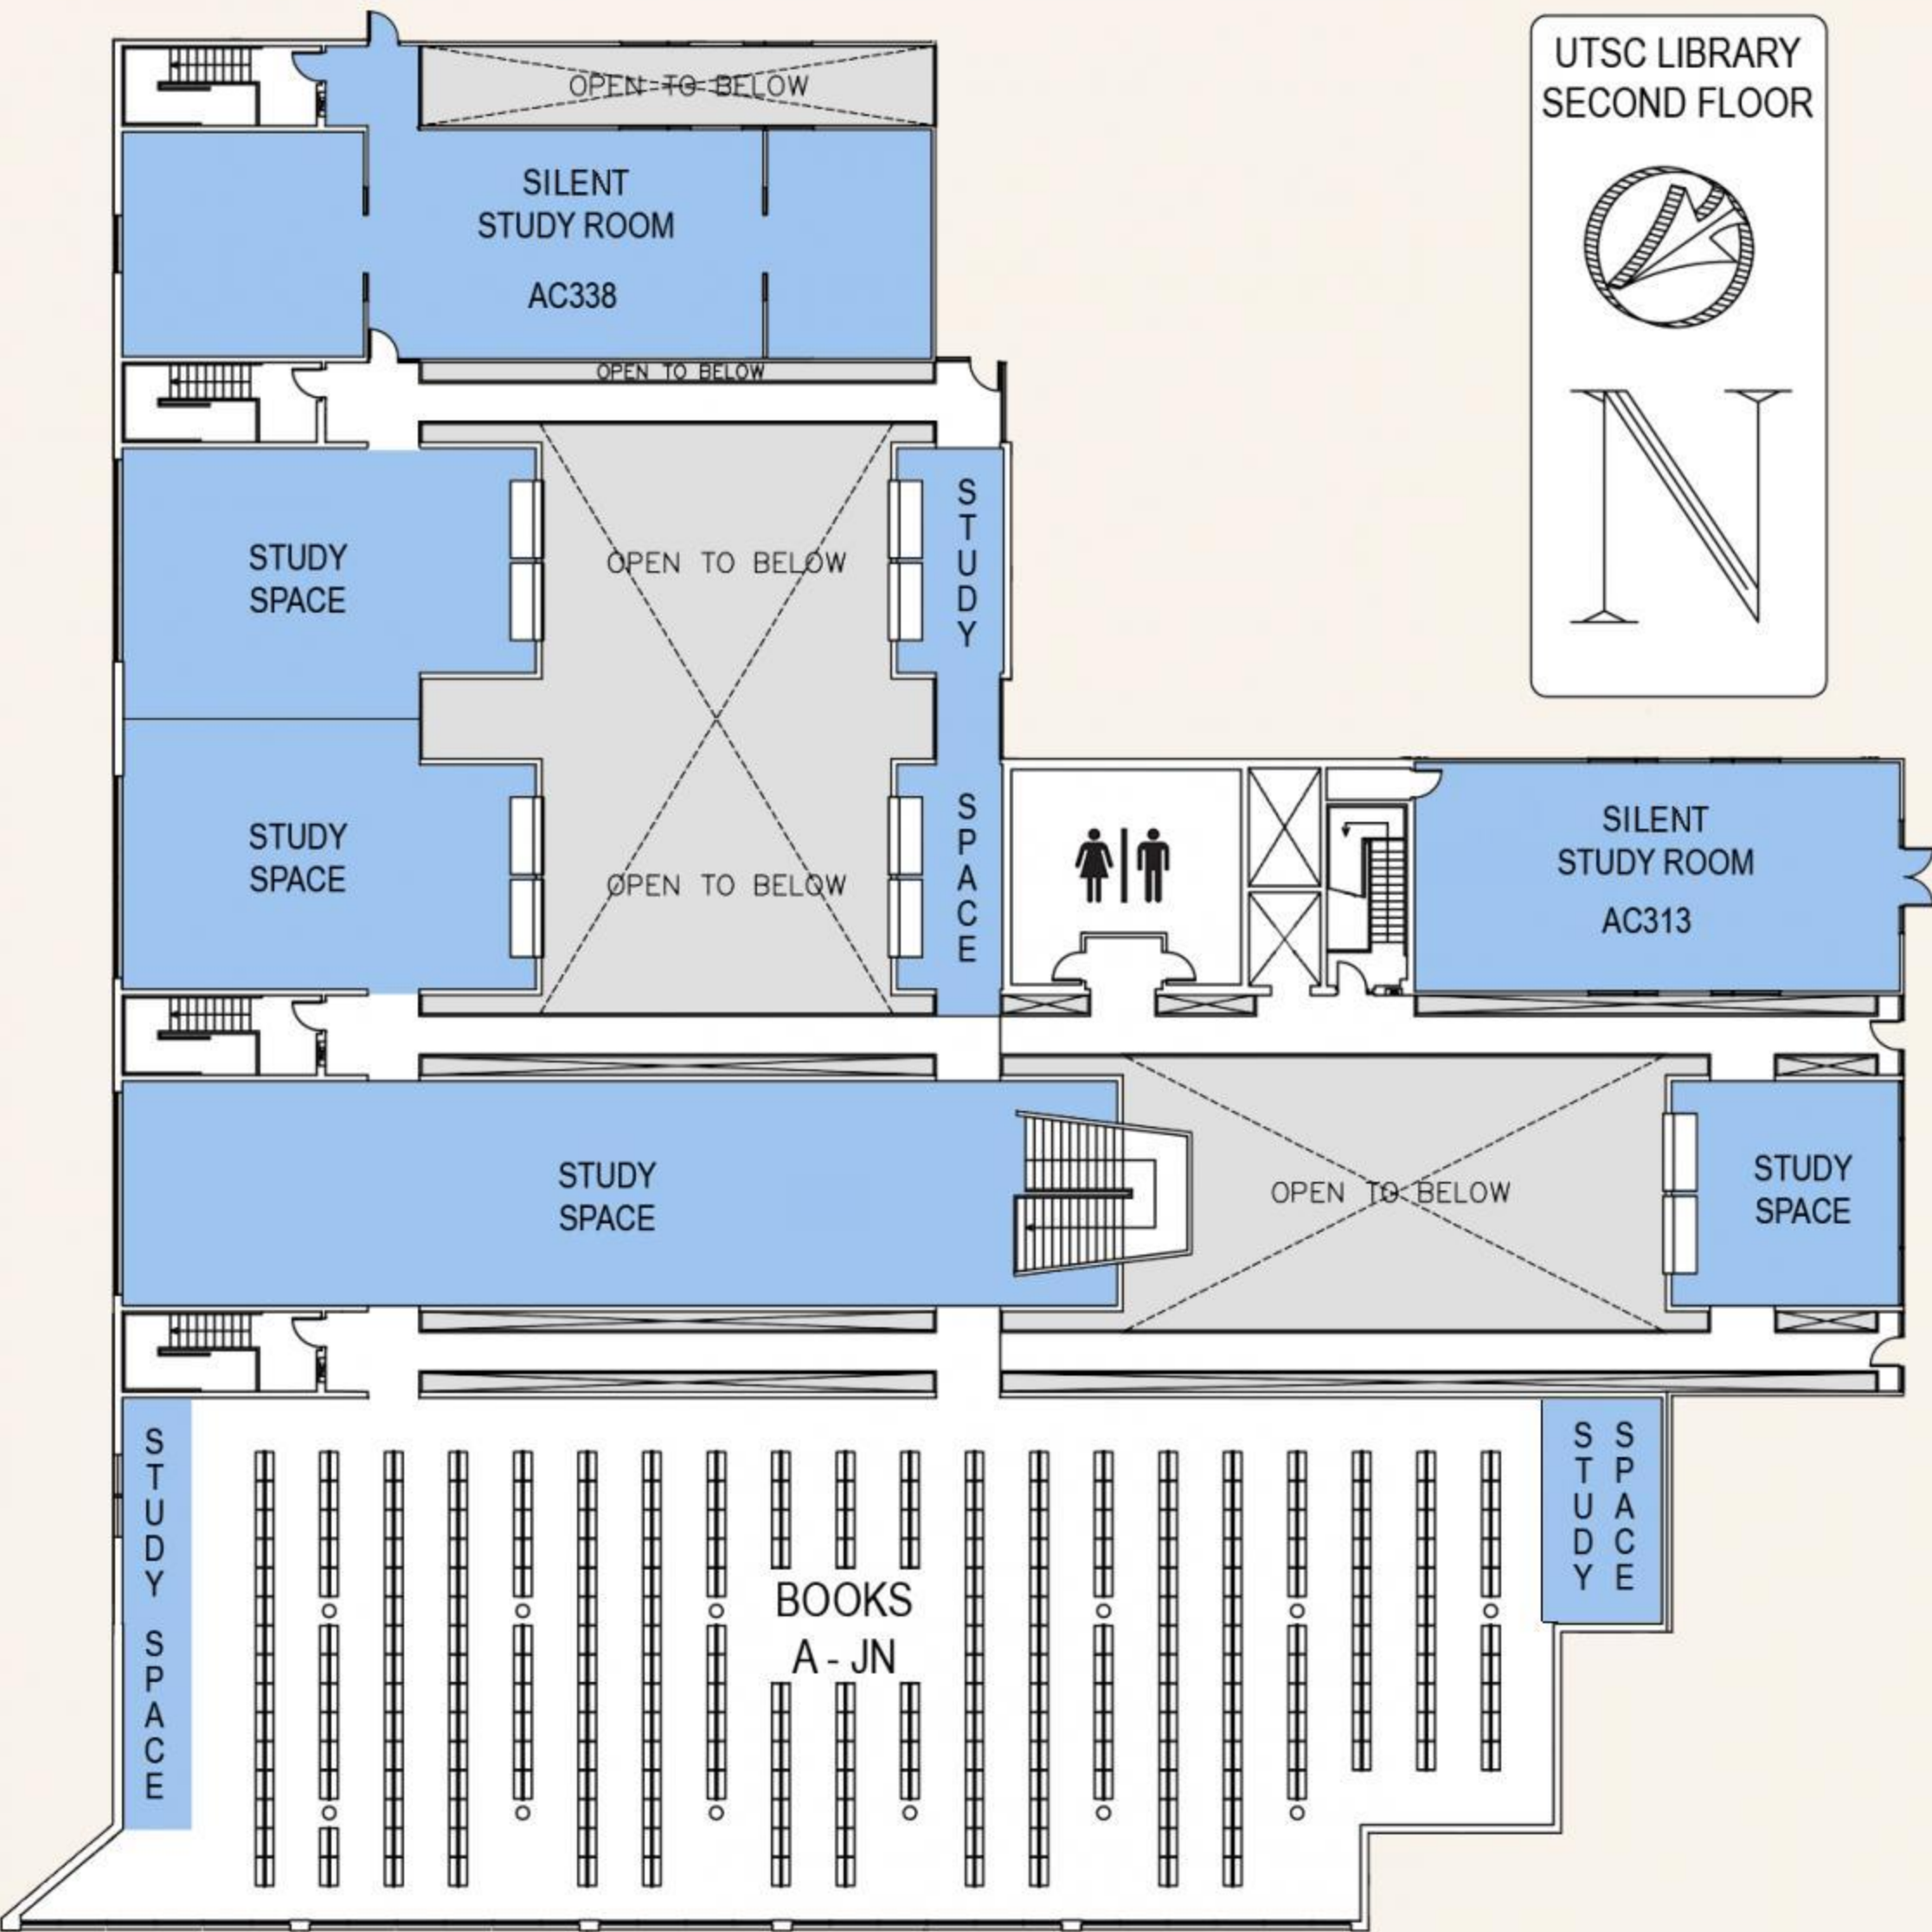 UTSC LIBRARY
SECOND FLOOR
N
OPEN TO BELOW
SILENT
STUDY ROOM
AC338
OPEN TO BELOW
STUDY
SPACE
OPEN TO BELOW
STUDY
SPACE
STUDY
SPACE
OPEN TO BELOW
SILENT
STUDY ROOM
AC313
STUDY
SPACE
OPEN TO BELOW
STUDY
SPACE
STUDY
SPACE
BOOKS
A - JN
STUDY
SPACE